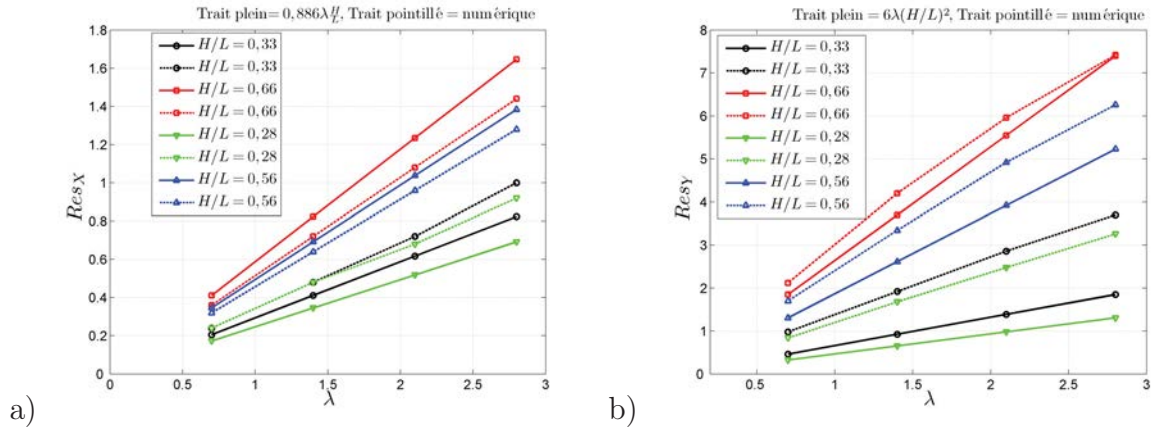 Trait plein= 0,886λ H/L, Trait pointillé = numérique
1.8
1.6
1.4
1.2
1
0.8
0.6
0.4
0.2
0
Res_X
H/L = 0,33
H/L = 0,33
H/L = 0,66
H/L = 0,66
H/L = 0,28
H/L = 0,28
H/L = 0,56
H/L = 0,56
0 0.5 1 1.5 2 2.5 3
λ
a)
Trait plein = 6λ(H/L)², Trait pointillé = numérique
8
7
6
5
4
3
2
1
0
Res_Y
H/L = 0,33
H/L = 0,33
H/L = 0,66
H/L = 0,66
H/L = 0,28
H/L = 0,28
H/L = 0,56
H/L = 0,56
0.5 1 1.5 2 2.5 3
λ
b)